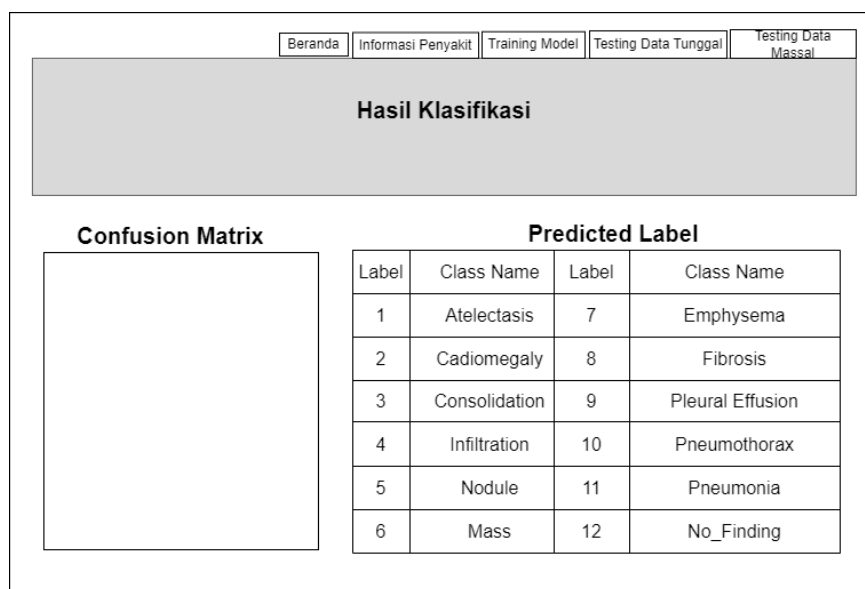 Beranda Informasi Penyakit Training Model Testing Data Tunggal Testing Data
Massal
Hasil Klasifikasi
Confusion Matrix
Predicted Label
Label Class Name Label Class Name
1 Atelectasis 7 Emphysema
2 Cadiomegaly 8 Fibrosis
3 Consolidation 9 Pleural Effusion
4 Infiltration 10 Pneumothorax
5 Nodule 11 Pneumonia
6 Mass 12 No_Finding